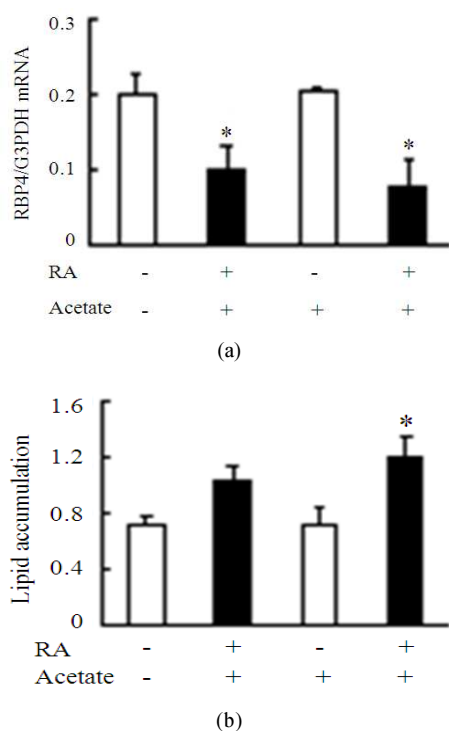 0.3
0.2
0.1
0
RBP4/G3PDH mRNA
* *
RA - + - +
Acetate - + + +
(a)
1.6
1.2
0.8
0.4
0
Lipid accumulation
*
RA - + - +
Acetate - + + +
(b)